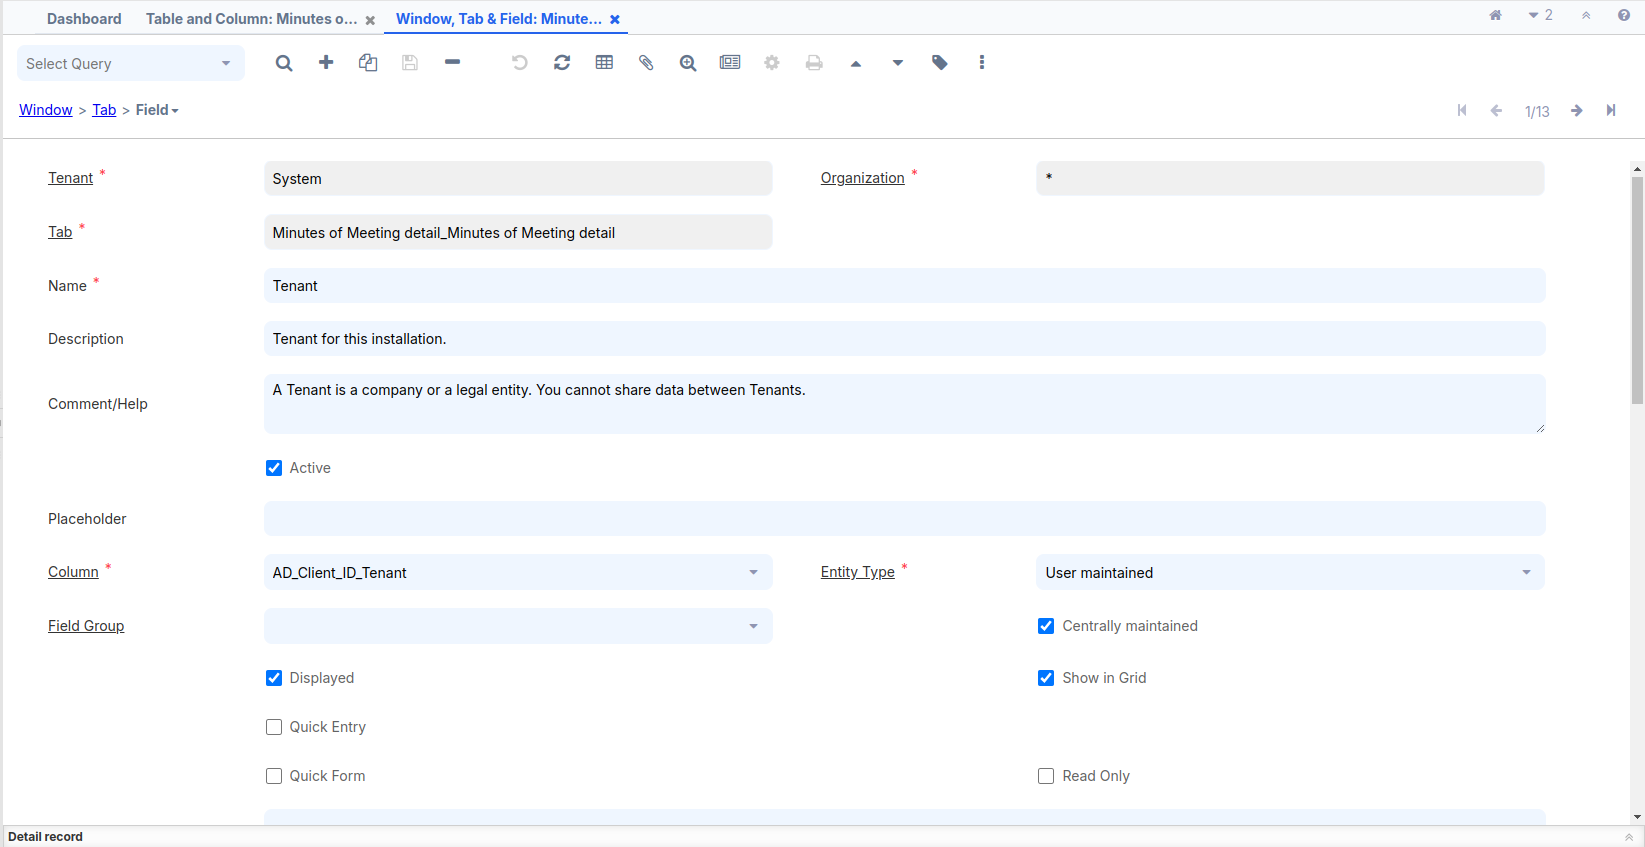 Dashboard Table and Column: Minutes o... Window, Tab & Field: Minute... 2
Select Query
Window > Tab > Field 1/13
Tenant * System Organization * *
Tab * Minutes of Meeting detail_Minutes of Meeting detail
Name * Tenant
Description Tenant for this installation.
Comment/Help A Tenant is a company or a legal entity. You cannot share data between Tenants.
Active
Placeholder
Column * AD_Client_ID_Tenant Entity Type * User maintained
Field Group Centrally maintained
Displayed Show in Grid
Quick Entry
Quick Form Read Only
Detail record